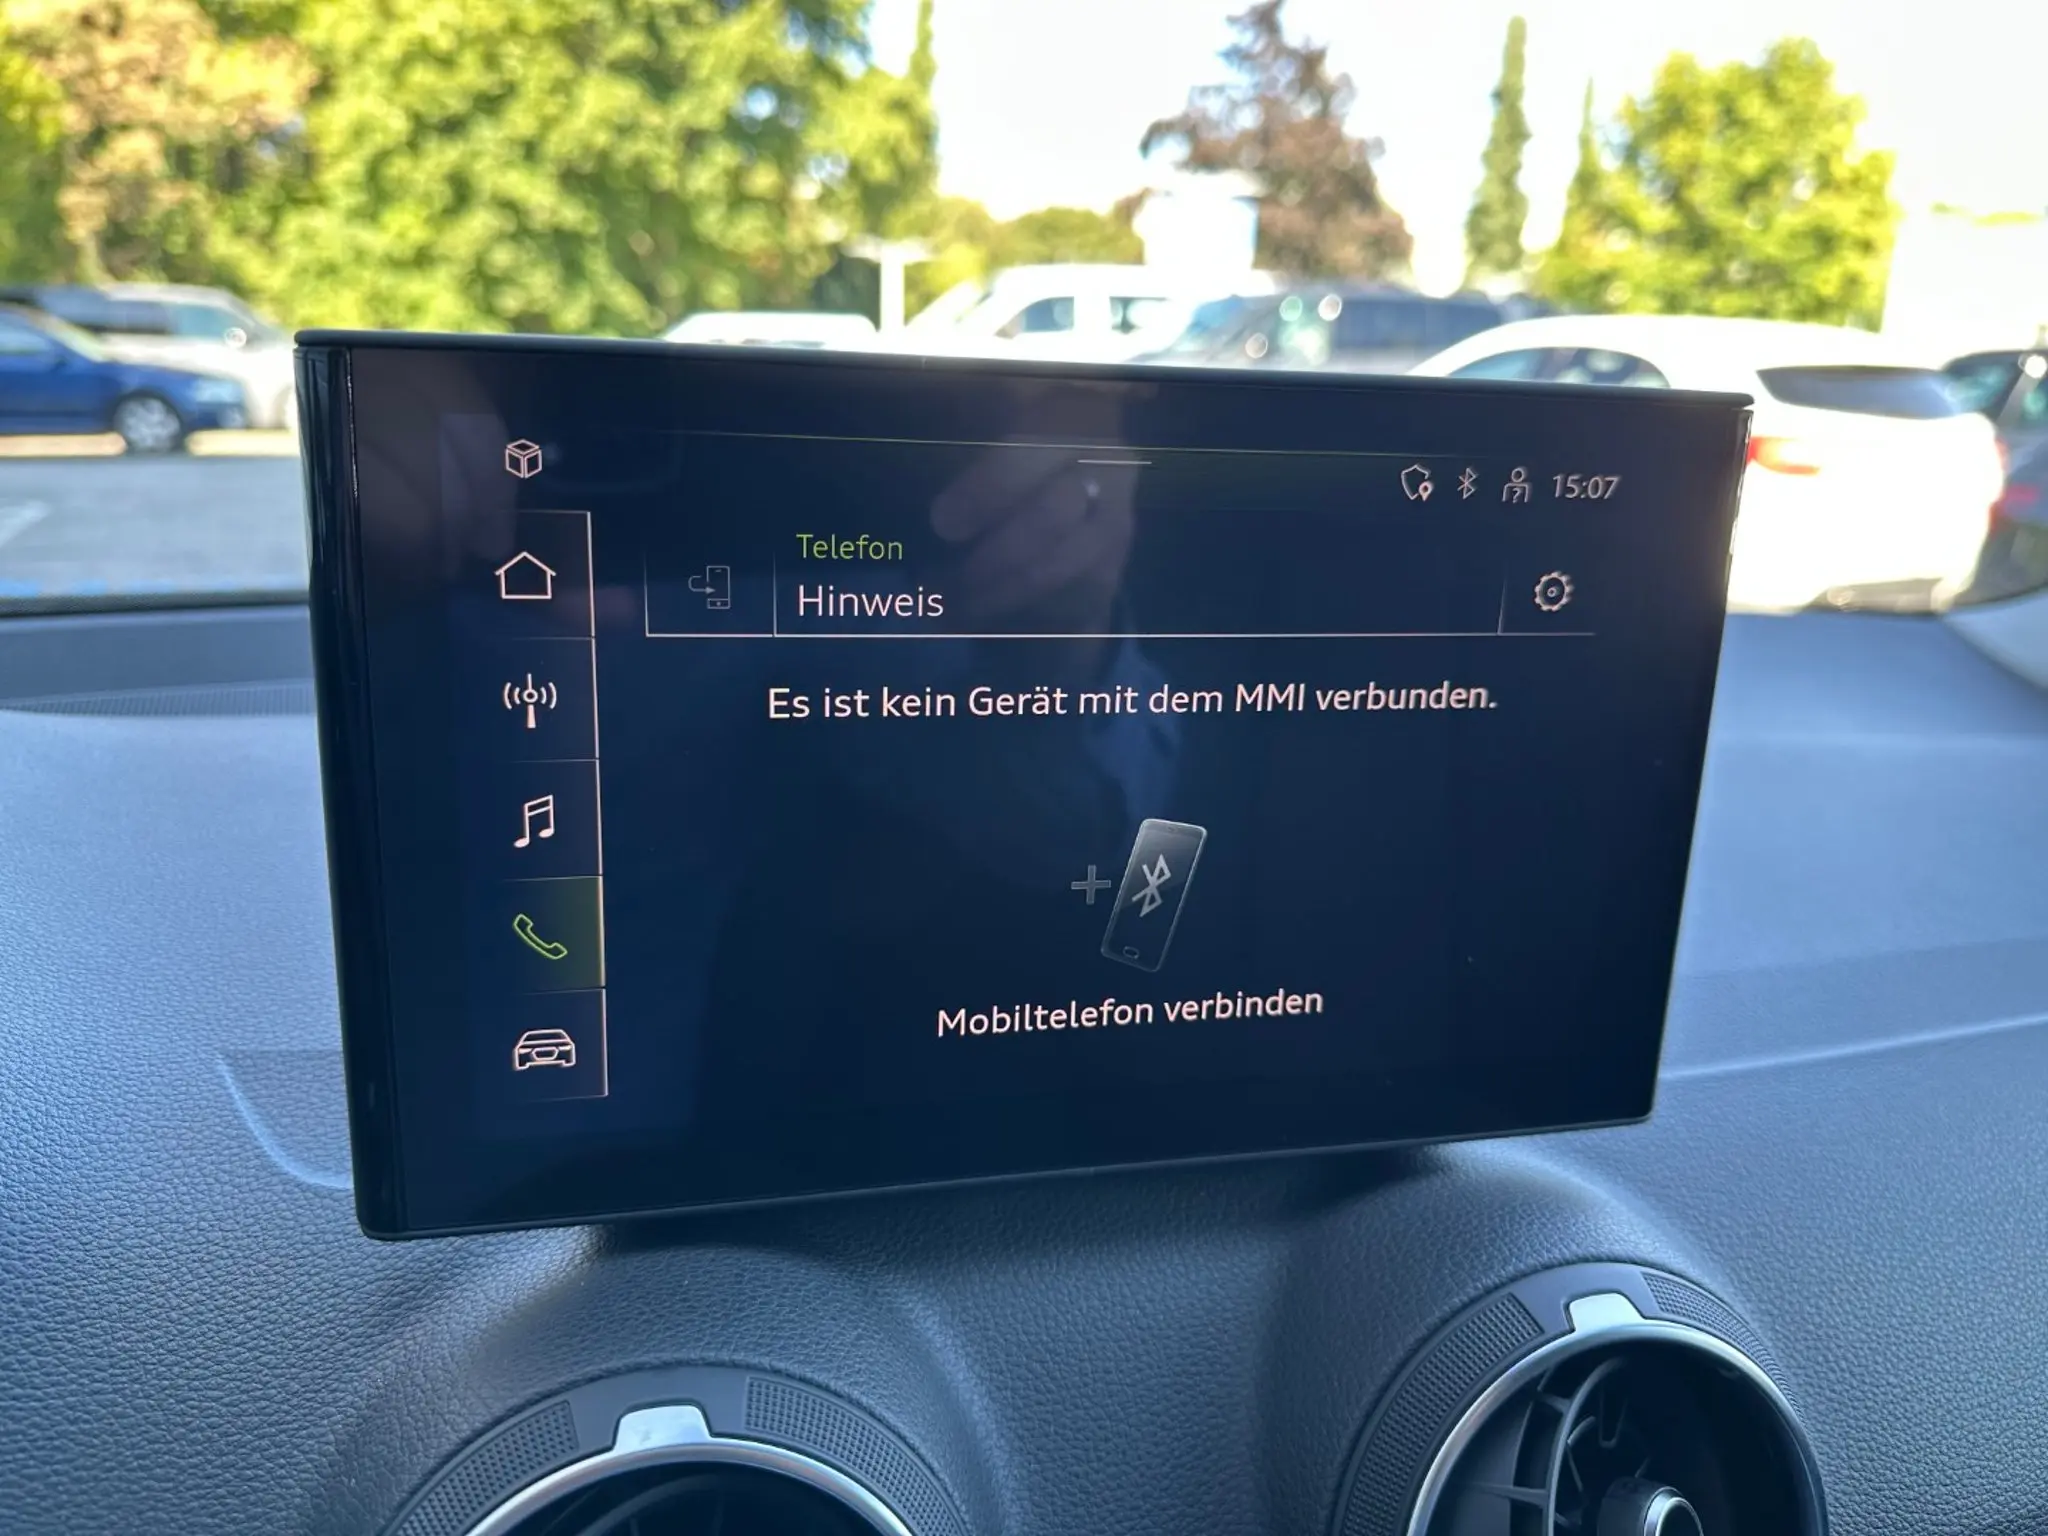 15:07
Telefon
Hinweis
Es ist kein Gerät mit dem MMI verbunden.
Mobiltelefon verbinden